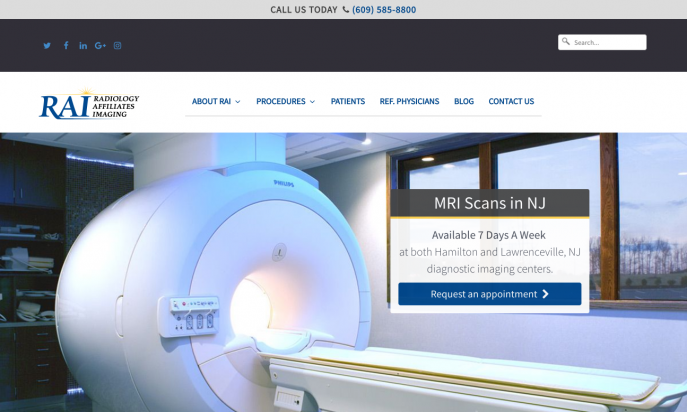 CALL US TODAY (609) 585-8800
Search...
RAI RADIOLOGY
AFFILIATES
IMAGING
ABOUT RAI PROCEDURES PATIENTS REF. PHYSICIANS BLOG CONTACT US
PHILIPS
MRI Scans in NJ
Available 7 Days A Week
at both Hamilton and Lawrenceville, NJ
diagnostic imaging centers.
Request an appointment